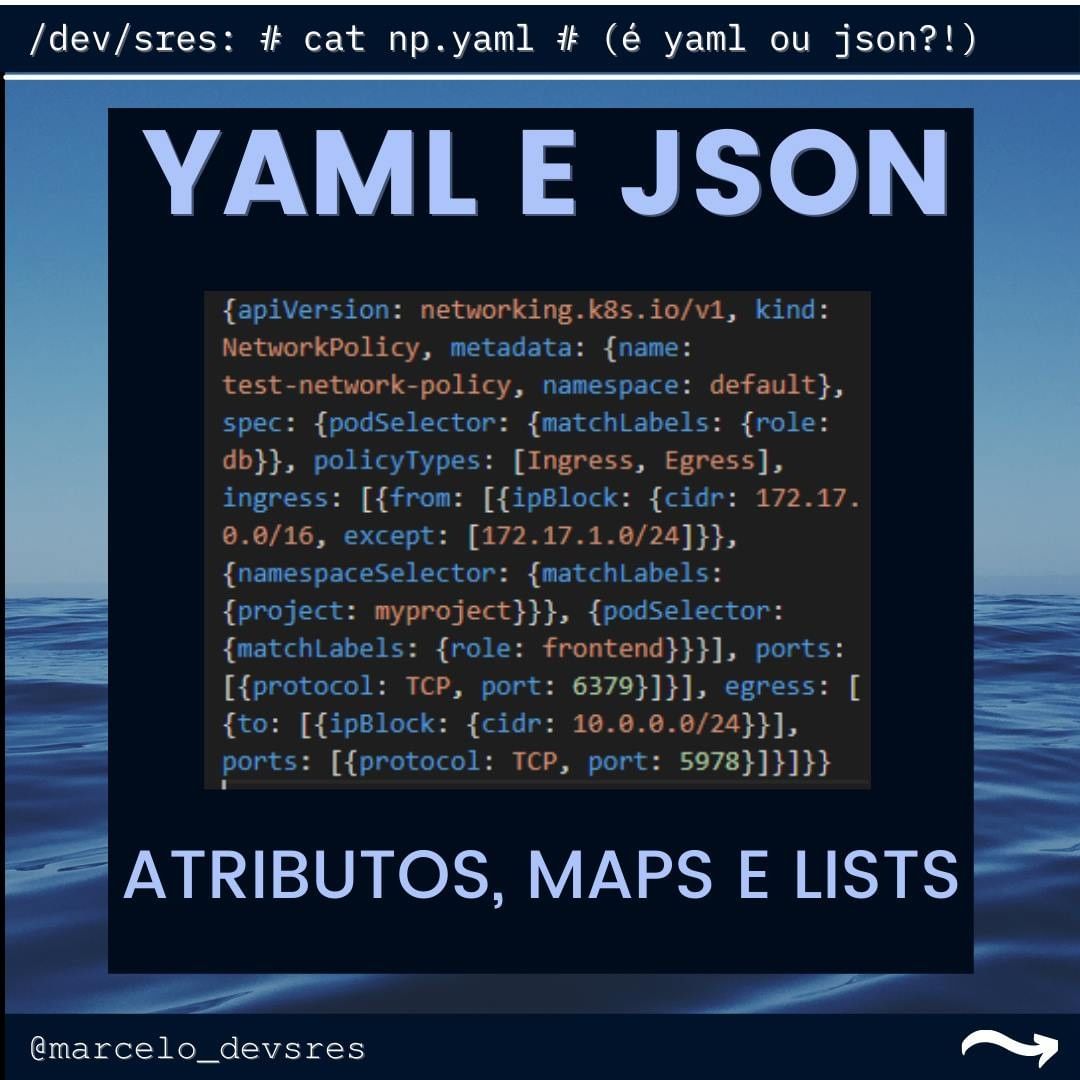 /dev/sres: # cat np.yaml # (é yaml ou json?!)
YAML E JSON
{apiVersion: networking.k8s.io/v1, kind:
NetworkPolicy, metadata: {name:
test-network-policy, namespace: default},
spec: {podSelector: {matchLabels: {role:
db}}, policyTypes: [Ingress, Egress],
ingress: [{from: [{ipBlock: {cidr: 172.17.
0.0/16, except: [172.17.1.0/24]}},
{namespaceSelector: {matchLabels:
{project: myproject}}}, {podSelector:
{matchLabels: {role: frontend}}}], ports:
[{protocol: TCP, port: 6379}]}], egress: [
{to: [{ipBlock: {cidr: 10.0.0.0/24}}],
ports: [{protocol: TCP, port: 5978}]}]}}
ATRIBUTOS, MAPS E LISTS
@marcelo_devsres